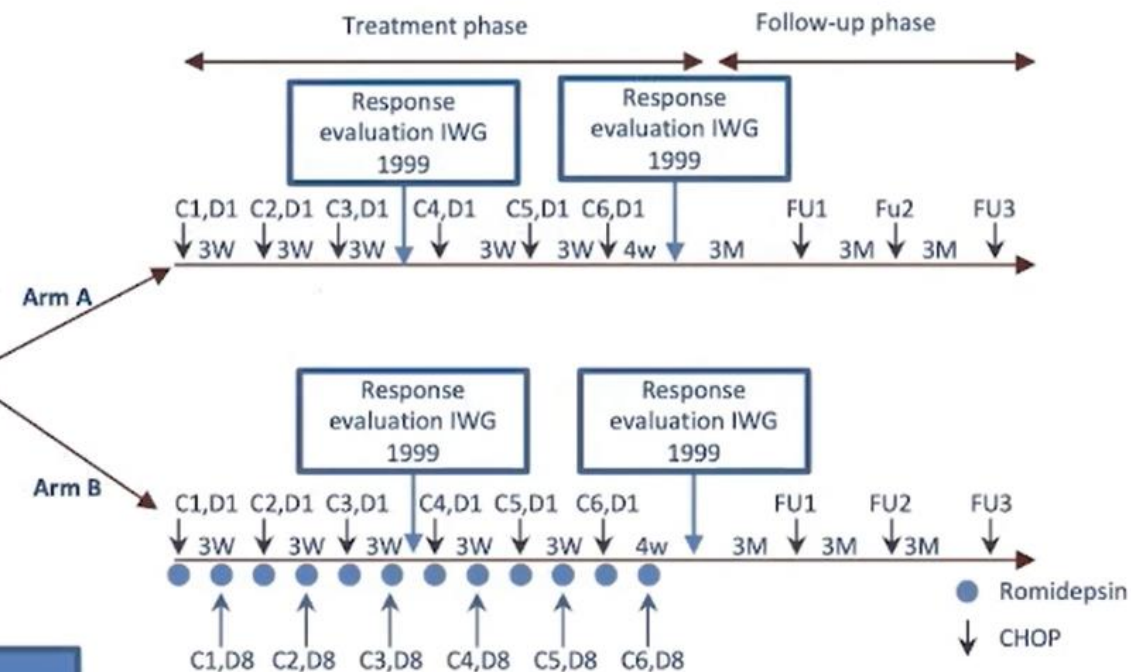 Treatment phase
Follow-up phase
Response
evaluation IWG
1999
Response
evaluation IWG
1999
C1,D1 C2,D1 C3,D1 C4,D1 C5,D1 C6,D1 FU1 Fu2 FU3
3W 3W 3W 3W 3W 4w 3M 3M 3M
Arm A
Response
evaluation IWG
1999
Response
evaluation IWG
1999
Arm B
C1,D1 C2,D1 C3,D1 C4,D1 C5,D1 C6,D1 FU1 FU2 FU3
3W 3W 3W 3W 3W 4w 3M 3M 3M
Romidepsin
CHOP
C1,D8 C2,D8 C3,D8 C4,D8 C5,D8 C6,D8